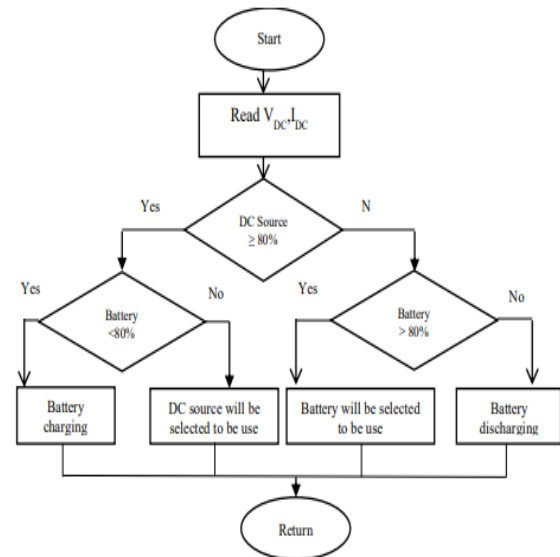 Start
Read V_DC,I_DC
Yes
N
DC Source
≥ 80%
Yes
Battery
<80%
No
Yes
Battery
> 80%
No
Battery
charging
DC source will be
selected to be use
Battery will be selected
to be use
Battery
discharging
Return